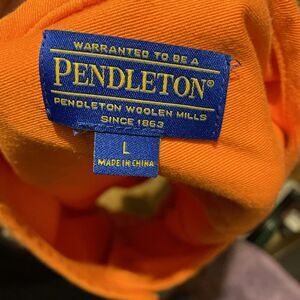 WARRANTED TO BE A
PENDLETON®
PENDLETON WOOLEN MILLS
SINCE 1863
L
MADE IN CHINA